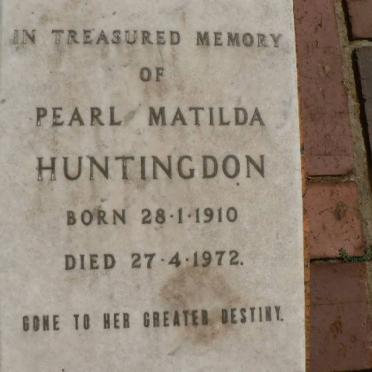 IN TREASURED MEMORY
OF
PEARL MATILDA
HUNTINGDON
BORN 28·1·1910
DIED 27·4·1972.
GONE TO HER GREATER DESTINY.